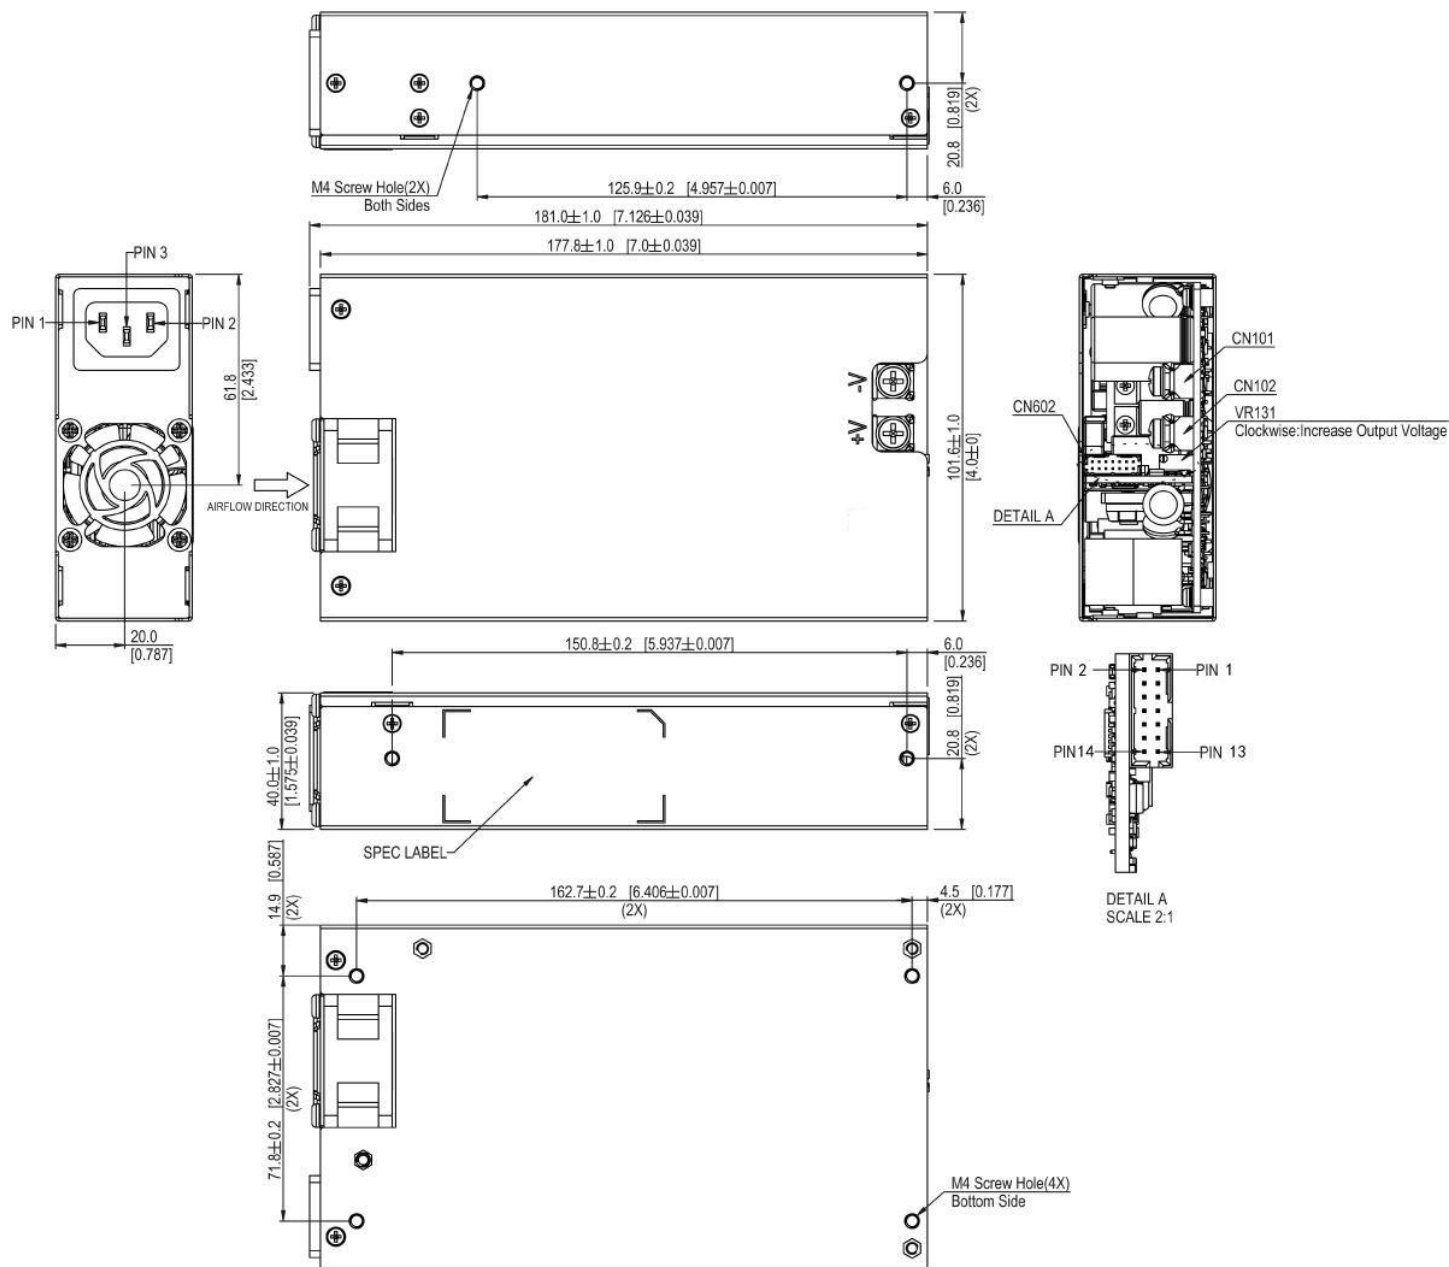 20.8 [0.819]
(2X)
M4 Screw Hole(2X)
Both Sides
125.9±0.2 [4.957±0.007]
6.0
[0.236]
181.0±1.0 [7.126±0.039]
177.8±1.0 [7.0±0.039]
PIN 3
PIN 1
PIN 2
61.8
[2.433]
AIRFLOW DIRECTION
20.0
[0.787]
-V
+V
101.6±1.0
[4.0±0]
CN101
CN102
CN602
VR131
Clockwise:Increase Output Voltage
DETAIL A
150.8±0.2 [5.937±0.007]
6.0
[0.236]
20.8 [0.819]
(2X)
40.0±1.0
[1.575±0.039]
SPEC LABEL
PIN 2
PIN 1
PIN14
PIN 13
DETAIL A
SCALE 2:1
14.9 [0.587]
(2X)
162.7±0.2 [6.406±0.007]
(2X)
4.5 [0.177]
(2X)
71.8±0.2 [2.827±0.007]
(2X)
M4 Screw Hole(4X)
Bottom Side